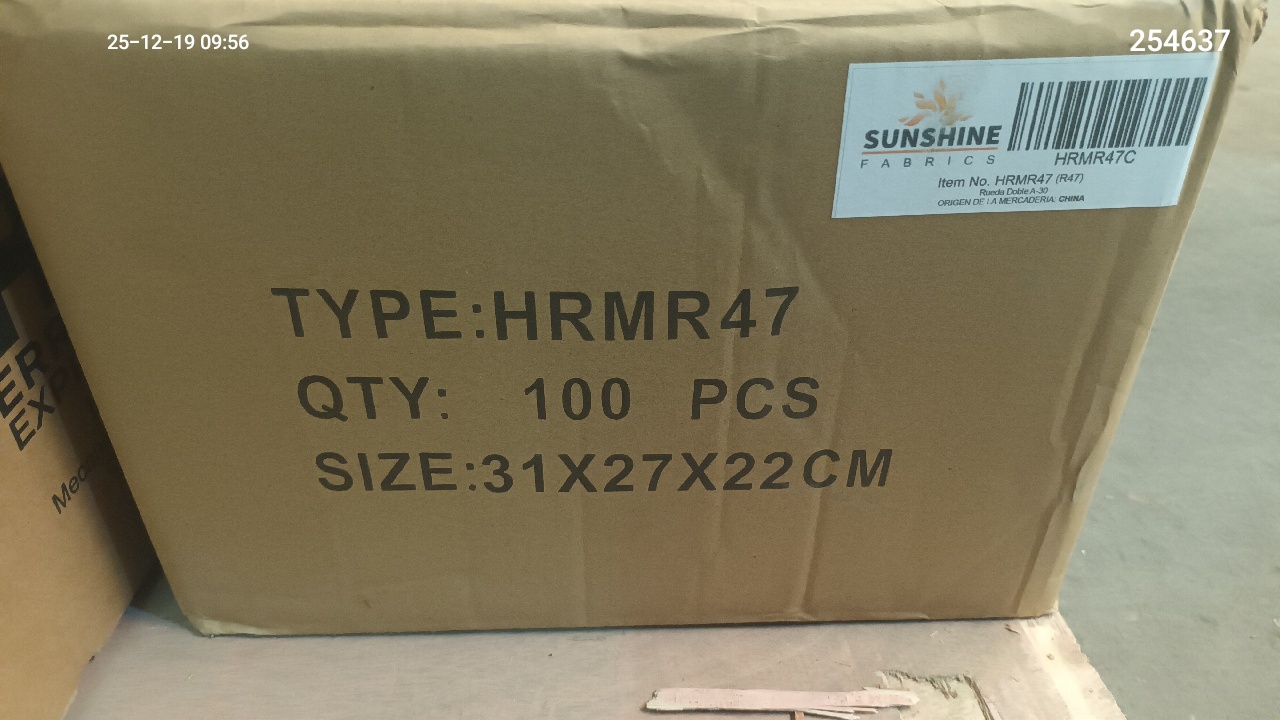 25-12-19 09:56
254637
SUNSHINE
FABRICS
HRMR47C
Item No. HRMR47 (R47)
Rueda Doble A-30
ORIGEN DE LA MERCADERIA: CHINA
TYPE:HRMR47
QTY: 100 PCS
SIZE:31X27X22CM